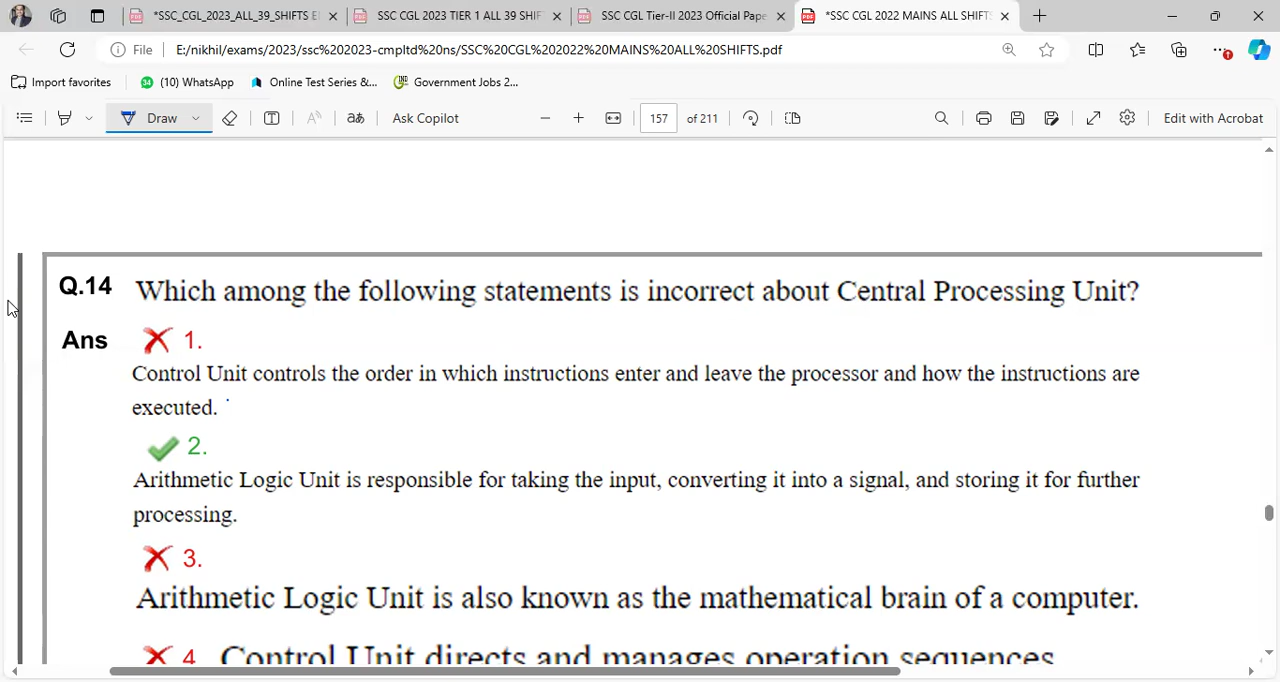 *SSC_CGL_2023_ALL_39_SHIFTS E
SSC CGL 2023 TIER 1 ALL 39 SHIF
SSC CGL Tier-II 2023 Official Pape
*SSC CGL 2022 MAINS ALL SHIFTS
File
E:/nikhil/exams/2023/ssc%202023-cmpltd%20ns/SSC%20CGL%202022%20MAINS%20ALL%20SHIFTS.pdf
Import favorites
34 (10) WhatsApp
Online Test Series &...
Government Jobs 2...
Draw
aあ
Ask Copilot
157 of 211
Edit with Acrobat
Q.14 Which among the following statements is incorrect about Central Processing Unit?
Ans 1.
Control Unit controls the order in which instructions enter and leave the processor and how the instructions are
executed.
2.
Arithmetic Logic Unit is responsible for taking the input, converting it into a signal, and storing it for further
processing.
3.
Arithmetic Logic Unit is also known as the mathematical brain of a computer.
4. Control Unit directs and manages operation sequences